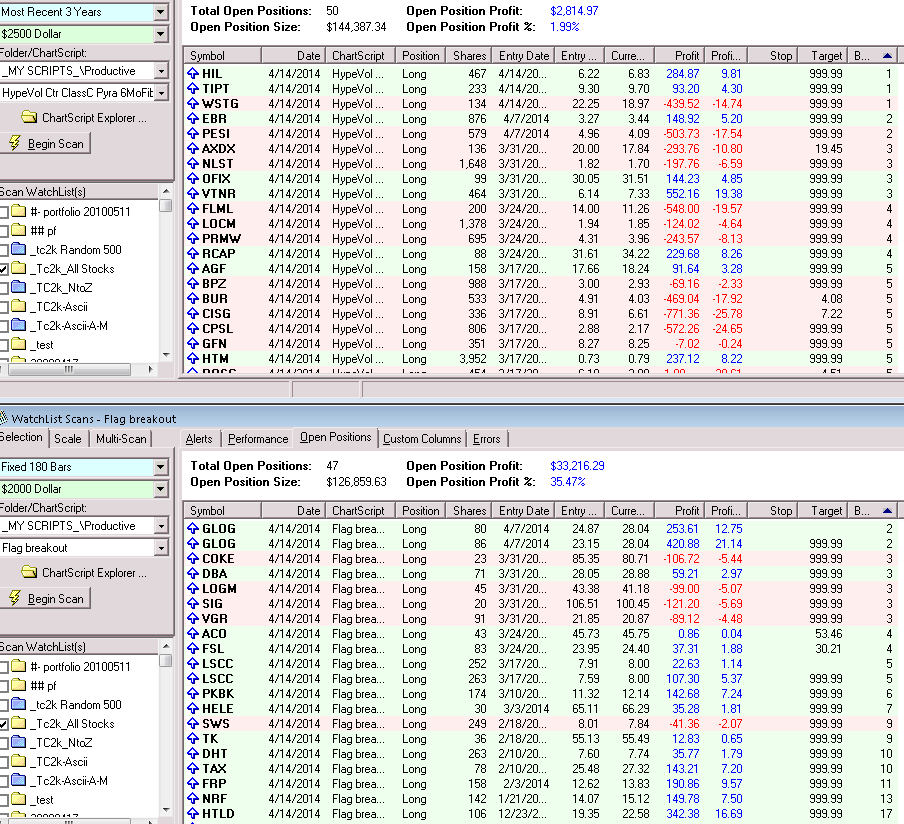 Most Recent 3 Years
Total Open Positions: 50 Open Position Profit: $2,814.97
$2500 Dollar
Open Position Size: $144,387.34 Open Position Profit %: 1.99%
Folder/ChartScript:
_MY SCRIPTS_\Productive
HypeVol Ctr ClassC Pyra 6MoFib
ChartScript Explorer ...
Begin Scan
Scan WatchList(s)
#- portfolio 20100511
## pf
_tc2k Random 500
_Tc2k_All Stocks
_TC2k_NtoZ
_TC2k-Ascii
_Tc2k-Ascii-A-M
_test
Symbol Date ChartScript Position Shares Entry Date Entry ... Curre... Profit Profi... Stop Target B...
HIL 4/14/2014 HypeVol ... Long 467 4/14/20... 6.22 6.83 284.87 9.81 999.99 1
TIPT 4/14/2014 HypeVol ... Long 233 4/14/20... 9.30 9.70 93.20 4.30 999.99 1
WSTG 4/14/2014 HypeVol ... Long 134 4/14/20... 22.25 18.97 -439.52 -14.74 999.99 1
EBR 4/14/2014 HypeVol ... Long 876 4/7/2014 3.27 3.44 148.92 5.20 999.99 2
PESI 4/14/2014 HypeVol ... Long 579 4/7/2014 4.96 4.09 -503.73 -17.54 999.99 2
AXDX 4/14/2014 HypeVol ... Long 136 3/31/20... 20.00 17.84 -293.76 -10.80 19.45 3
NLST 4/14/2014 HypeVol ... Long 1,648 3/31/20... 1.82 1.70 -197.76 -6.59 999.99 3
OFIX 4/14/2014 HypeVol ... Long 99 3/31/20... 30.05 31.51 144.23 4.85 999.99 3
VTNR 4/14/2014 HypeVol ... Long 464 3/31/20... 6.14 7.33 552.16 19.38 999.99 3
FLML 4/14/2014 HypeVol ... Long 200 3/24/20... 14.00 11.26 -548.00 -19.57 999.99 4
LOCM 4/14/2014 HypeVol ... Long 1,378 3/24/20... 1.94 1.85 -124.02 -4.64 999.99 4
PRMW 4/14/2014 HypeVol ... Long 695 3/24/20... 4.31 3.96 -243.57 -8.13 999.99 4
RCAP 4/14/2014 HypeVol ... Long 88 3/24/20... 31.61 34.22 229.68 8.26 999.99 4
AGF 4/14/2014 HypeVol ... Long 158 3/17/20... 17.66 18.24 91.64 3.28 999.99 5
BPZ 4/14/2014 HypeVol ... Long 988 3/17/20... 3.00 2.93 -69.16 -2.33 999.99 5
BUR 4/14/2014 HypeVol ... Long 533 3/17/20... 4.91 4.03 -469.04 -17.92 4.08 5
CISG 4/14/2014 HypeVol ... Long 336 3/17/20... 8.91 6.61 -771.36 -25.78 7.22 5
CPSL 4/14/2014 HypeVol ... Long 806 3/17/20... 2.88 2.17 -572.26 -24.65 999.99 5
GFN 4/14/2014 HypeVol ... Long 351 3/17/20... 8.27 8.25 -7.02 -0.24 999.99 5
HTM 4/14/2014 HypeVol ... Long 3,952 3/17/20... 0.73 0.79 237.12 8.22 999.99 5
WatchList Scans - Flag breakout
Selection Scale Multi-Scan
Alerts Performance Open Positions Custom Columns Errors
Fixed 180 Bars
Total Open Positions: 47 Open Position Profit: $33,216.29
$2000 Dollar
Open Position Size: $126,859.63 Open Position Profit %: 35.47%
Folder/ChartScript:
_MY SCRIPTS_\Productive
Flag breakout
ChartScript Explorer ...
Begin Scan
Scan WatchList(s)
#- portfolio 20100511
## pf
_tc2k Random 500
_Tc2k_All Stocks
_TC2k_NtoZ
_TC2k-Ascii
_Tc2k-Ascii-A-M
_test
Symbol Date ChartScript Position Shares Entry Date Entry ... Curre... Profit Profi... Stop Target B...
GLOG 4/14/2014 Flag brea... Long 80 4/7/2014 24.87 28.04 253.61 12.75 2
GLOG 4/14/2014 Flag brea... Long 86 4/7/2014 23.15 28.04 420.88 21.14 999.99 2
COKE 4/14/2014 Flag brea... Long 23 3/31/20... 85.35 80.71 -106.72 -5.44 999.99 3
DBA 4/14/2014 Flag brea... Long 71 3/31/20... 28.05 28.88 59.21 2.97 999.99 3
LOGM 4/14/2014 Flag brea... Long 45 3/31/20... 43.38 41.18 -99.00 -5.07 999.99 3
SIG 4/14/2014 Flag brea... Long 20 3/31/20... 106.51 100.45 -121.20 -5.69 999.99 3
VGR 4/14/2014 Flag brea... Long 91 3/31/20... 21.85 20.87 -89.12 -4.48 999.99 3
ACO 4/14/2014 Flag brea... Long 43 3/24/20... 45.73 45.75 0.86 0.04 53.46 4
FSL 4/14/2014 Flag brea... Long 83 3/24/20... 23.95 24.40 37.31 1.88 30.21 4
LSCC 4/14/2014 Flag brea... Long 252 3/17/20... 7.91 8.00 22.63 1.14 5
LSCC 4/14/2014 Flag brea... Long 263 3/17/20... 7.59 8.00 107.30 5.37 999.99 5
PKBK 4/14/2014 Flag brea... Long 174 3/10/20... 11.32 12.14 142.68 7.24 999.99 6
HELE 4/14/2014 Flag brea... Long 30 3/3/2014 65.11 66.29 35.28 1.81 999.99 7
SWS 4/14/2014 Flag brea... Long 249 2/18/20... 8.01 7.84 -41.36 -2.07 999.99 9
TK 4/14/2014 Flag brea... Long 36 2/18/20... 55.13 55.49 12.83 0.65 999.99 9
DHT 4/14/2014 Flag brea... Long 263 2/10/20... 7.60 7.74 35.77 1.79 999.99 10
TAX 4/14/2014 Flag brea... Long 78 2/10/20... 25.48 27.32 143.21 7.20 999.99 10
FRP 4/14/2014 Flag brea... Long 158 2/3/2014 12.62 13.83 190.86 9.57 999.99 11
NRF 4/14/2014 Flag brea... Long 142 1/21/20... 14.07 15.12 149.78 7.50 999.99 13
HTLD 4/14/2014 Flag brea... Long 106 12/23/2... 19.35 22.58 342.38 16.69 999.99 17